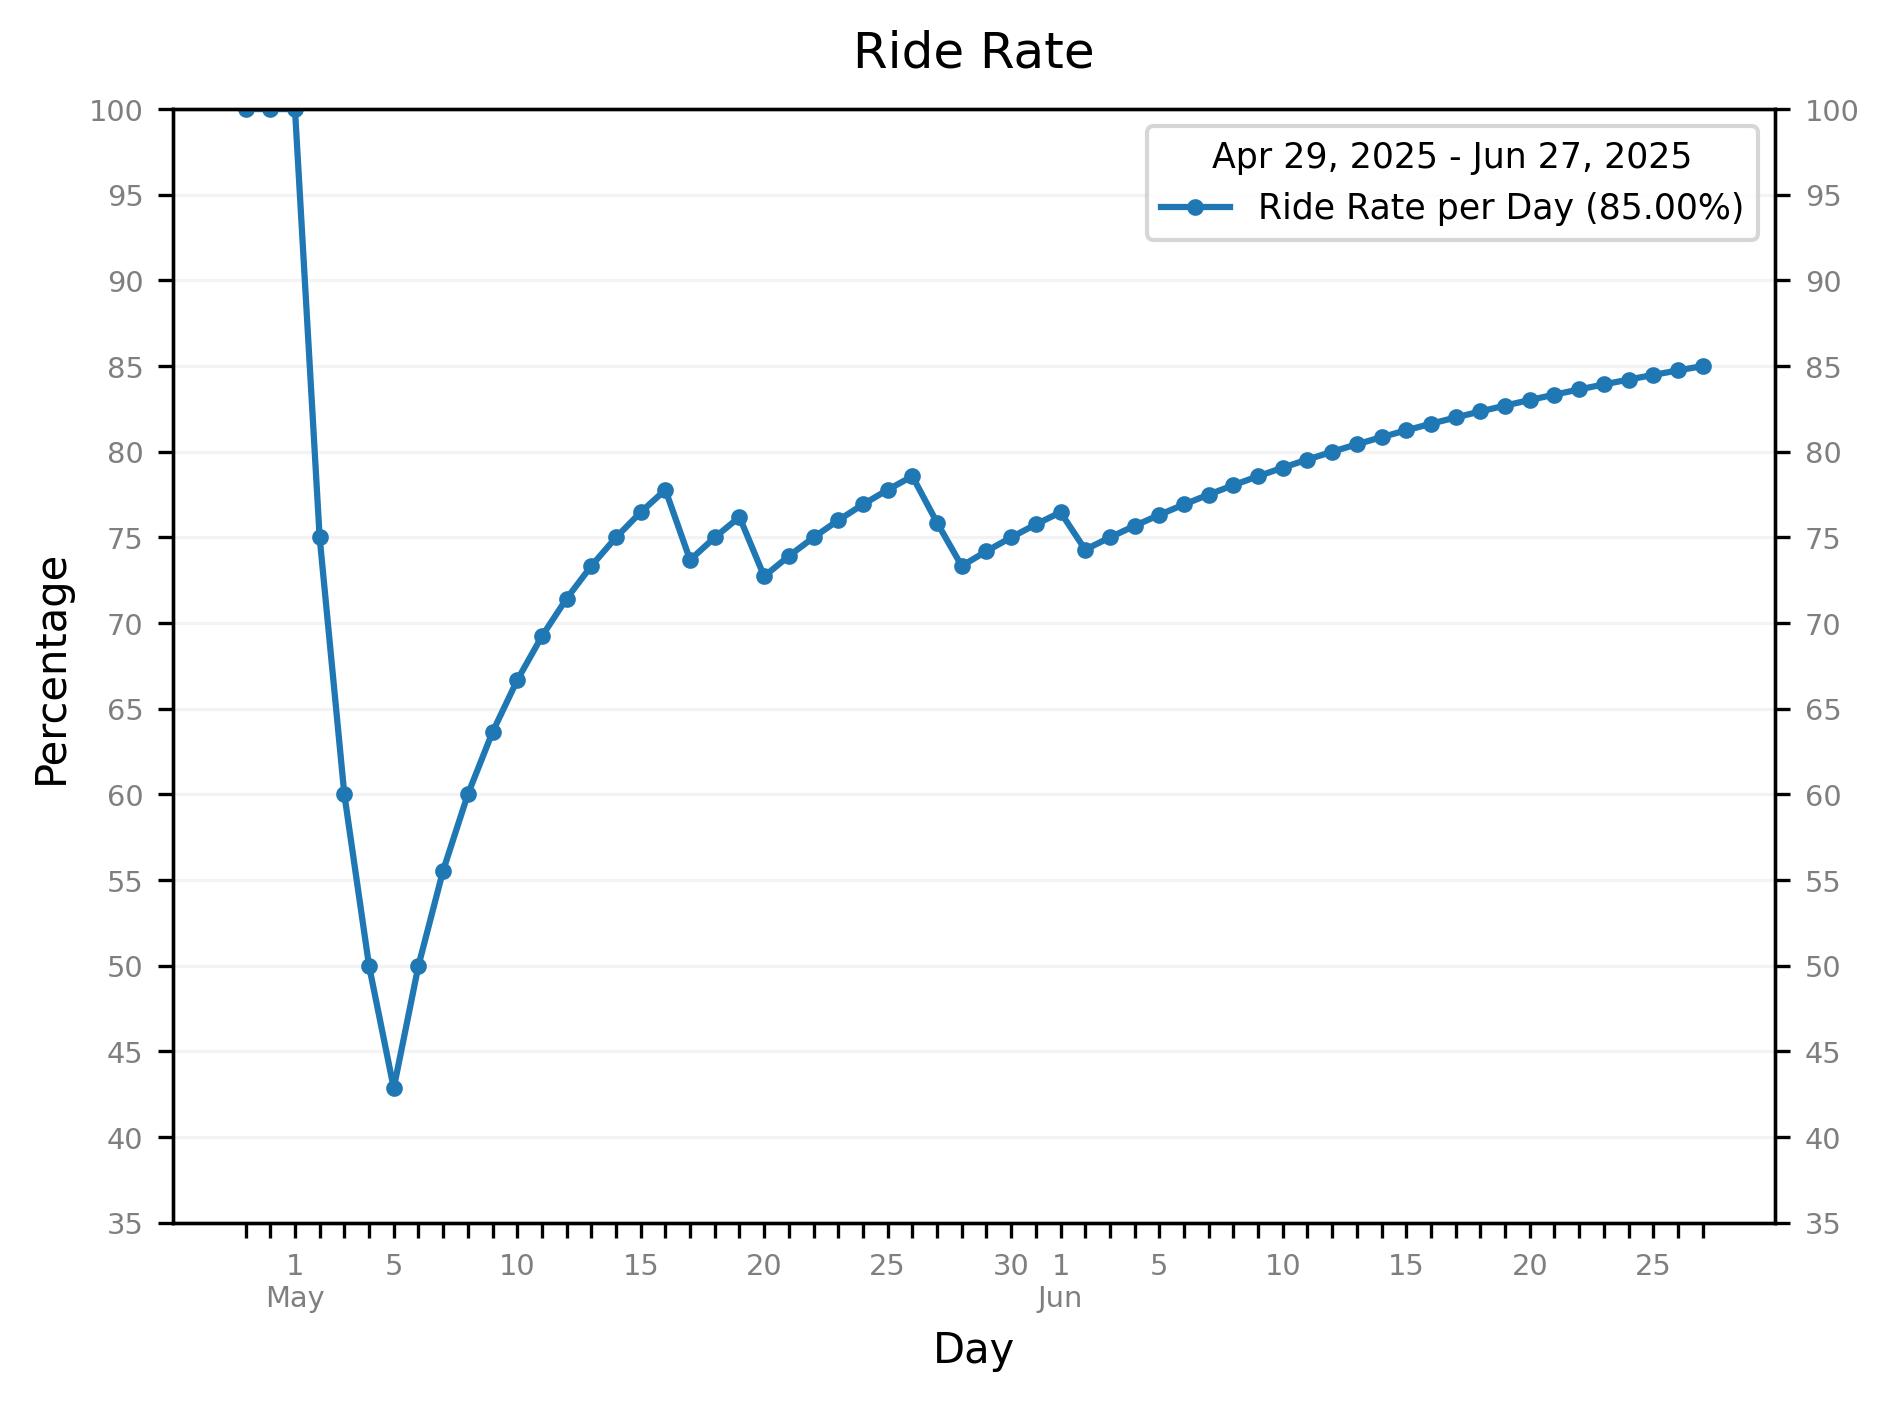 Ride Rate
Apr 29, 2025 - Jun 27, 2025
Ride Rate per Day (85.00%)
100 100
95 95
90 90
85 85
80 80
75 75
70 70
65 65
60 60
55 55
50 50
45 45
40 40
35 35
Percentage
1 5 10 15 20 25 30 1 5 10 15 20 25
May Jun
Day